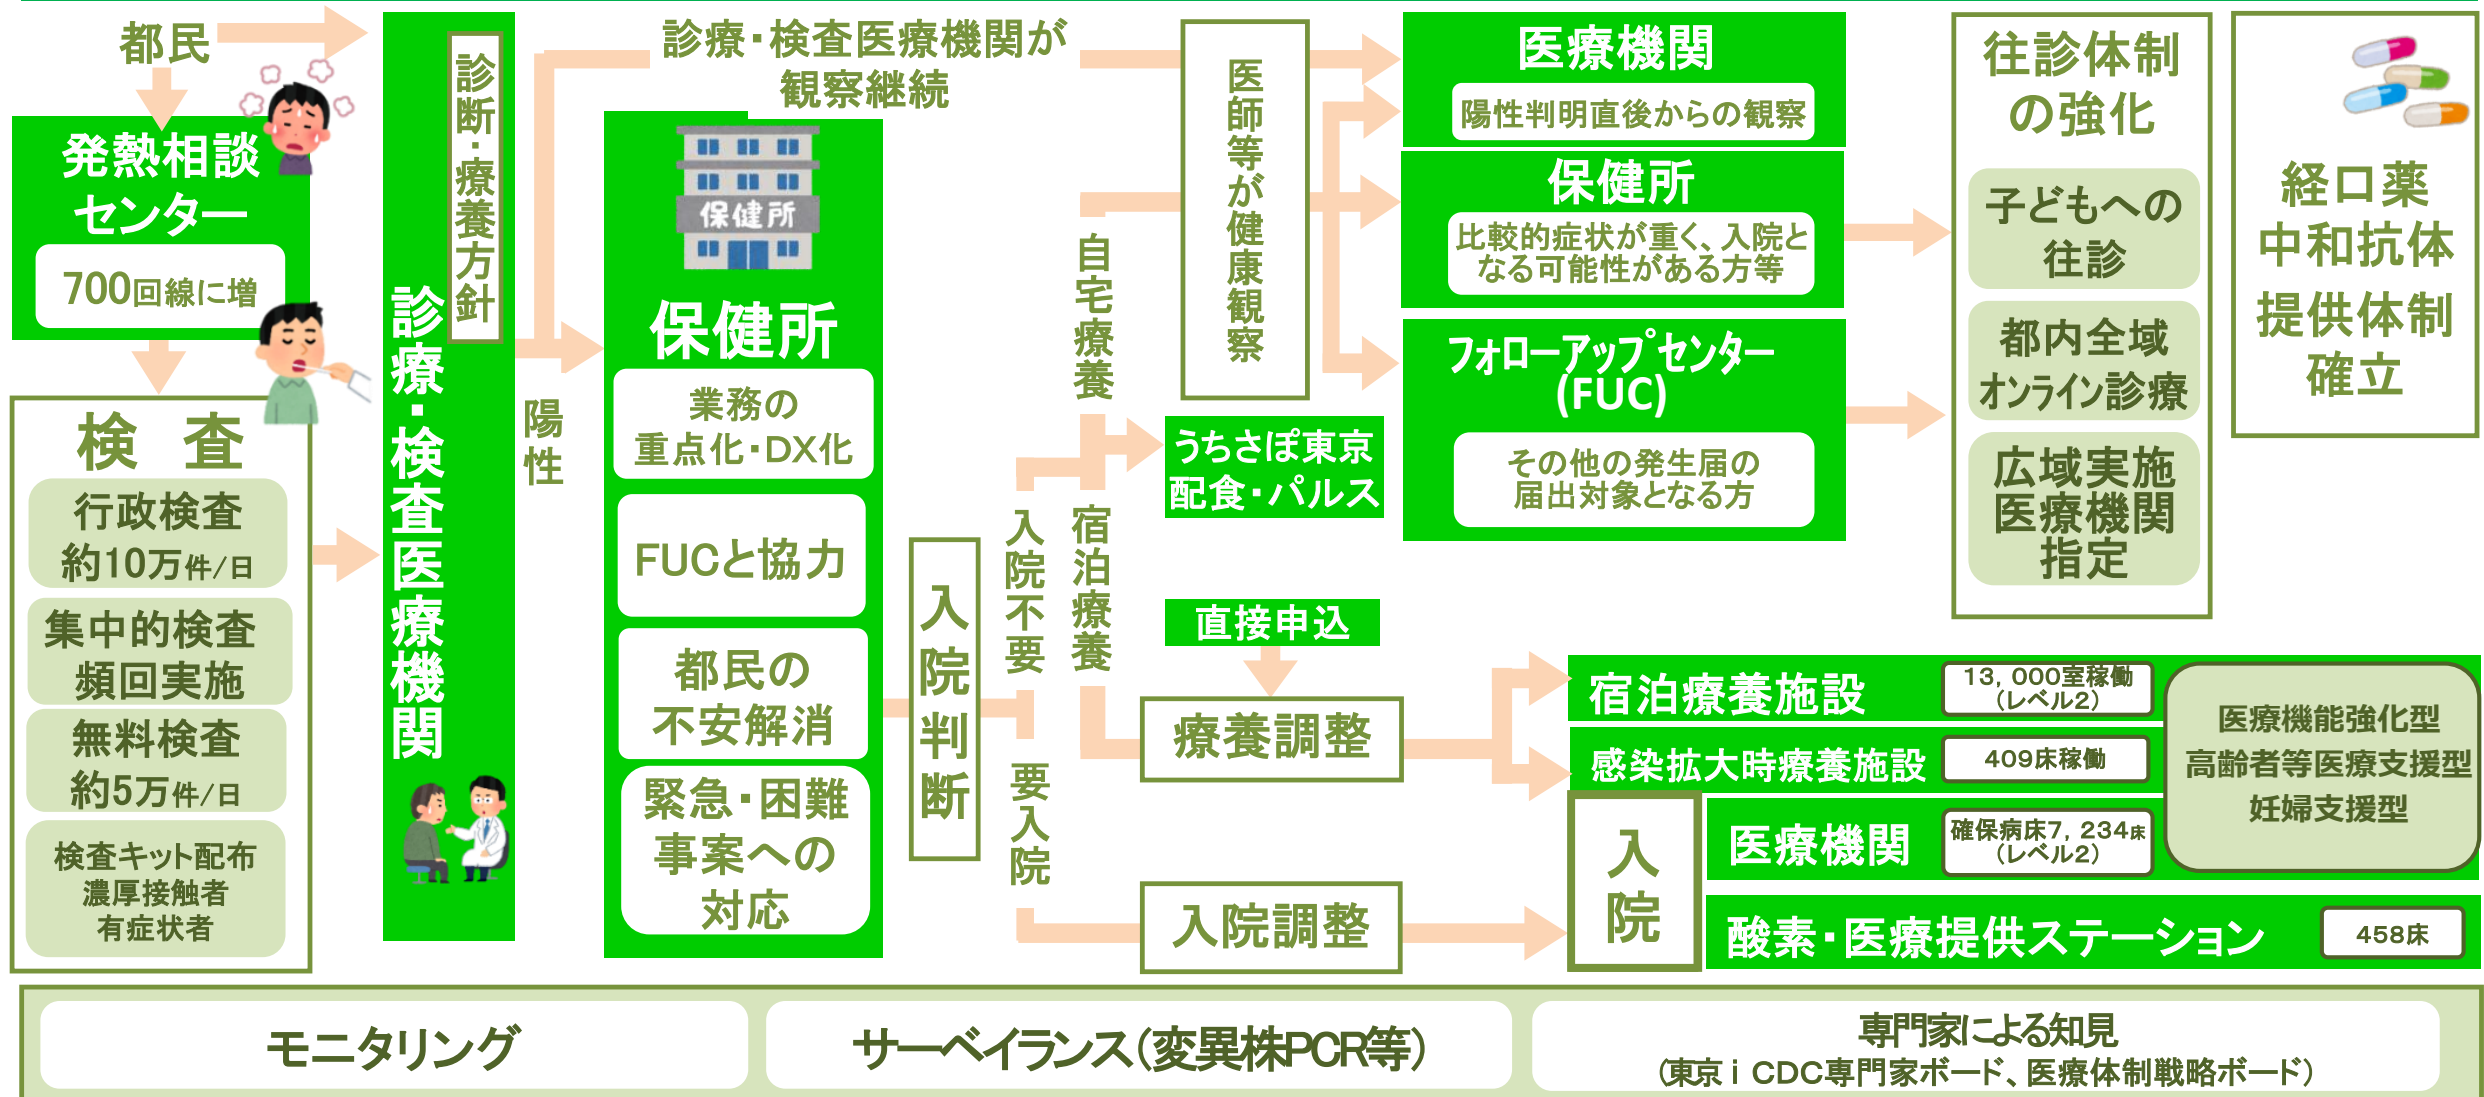 都民
発熱相談
センター
700回線に増
検　査
行政検査
約10万件/日
集中的検査
頻回実施
無料検査
約5万件/日
検査キット配布
濃厚接触者
有症状者
診療・検査医療機関
診断・療養方針
陽性
診療・検査医療機関が
観察継続
保健所
保健所
業務の
重点化・DX化
FUCと協力
都民の
不安解消
緊急・困難
事案への
対応
入院判断
入院不要
要入院
自宅療養
宿泊療養
医師等が健康観察
うちさぽ東京
配食・パルス
直接申込
療養調整
入院調整
医療機関
陽性判明直後からの観察
保健所
比較的症状が重く、入院と
なる可能性がある方等
フォローアップセンター
(FUC)
その他の発生届の
届出対象となる方
往診体制
の強化
子どもへの
往診
都内全域
オンライン診療
広域実施
医療機関
指定
経口薬
中和抗体
提供体制
確立
宿泊療養施設
13,000室稼働
(レベル2)
感染拡大時療養施設
409床稼働
入院
医療機関
確保病床7,234床
(レベル2)
医療機能強化型
高齢者等医療支援型
妊婦支援型
酸素・医療提供ステーション
458床
モニタリング
サーベイランス(変異株PCR等)
専門家による知見
(東京iCDC専門家ボード、医療体制戦略ボード)